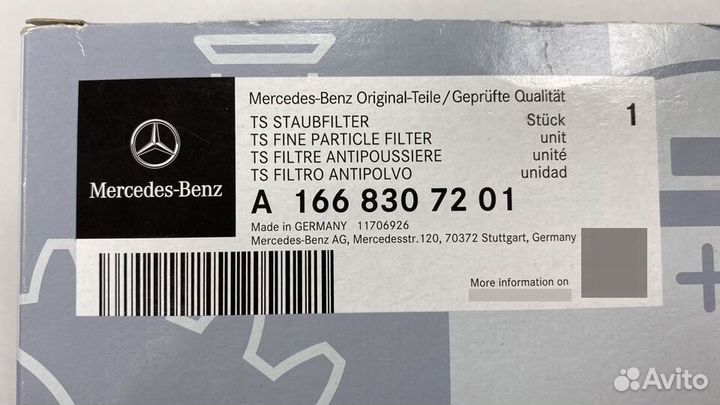 Mercedes-Benz
Mercedes-Benz Original-Teile/Geprüfte Qualität
TS STAUBFILTER Stück 1
TS FINE PARTICLE FILTER unit
TS FILTRE ANTIPOUSSIERE unité
TS FILTRO ANTIPOLVO unidad
A 166 830 72 01
Made in GERMANY 11706926
Mercedes-Benz AG, Mercedesstr.120, 70372 Stuttgart, Germany
More information on
Avito